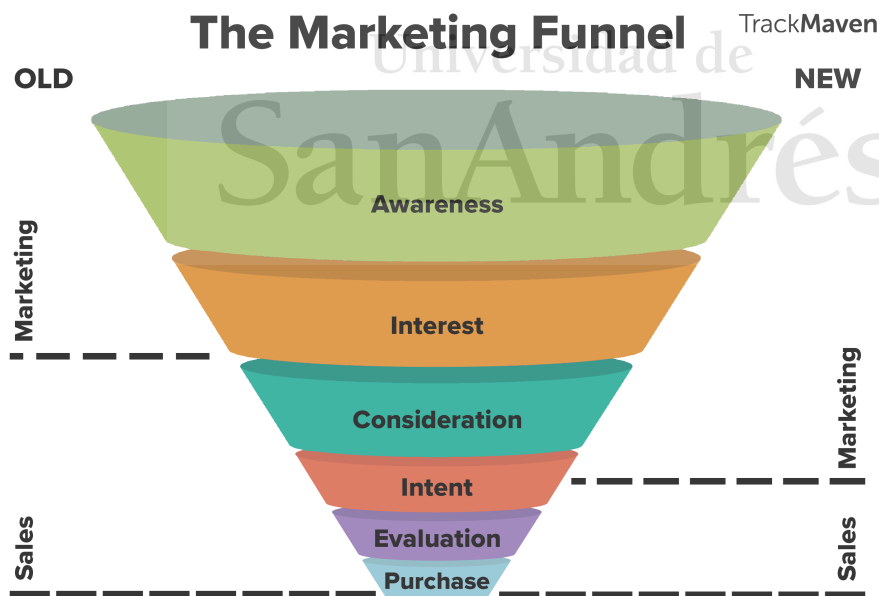 The Marketing Funnel
TrackMaven
Universidad de
SanAndrés
OLD
NEW
Awareness
Marketing
Interest
Consideration
Marketing
Intent
Evaluation
Sales
Sales
Purchase